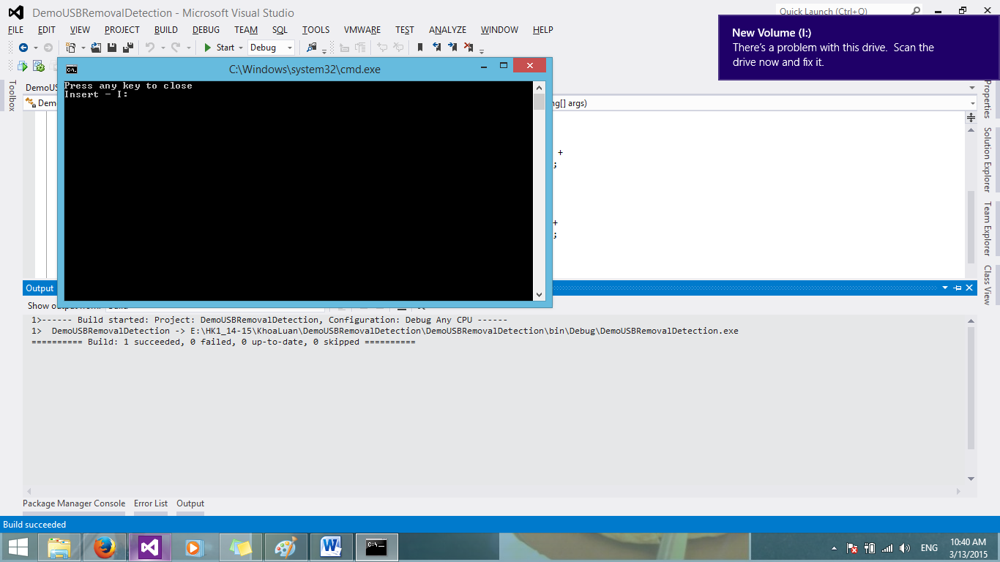 DemoUSBRemovalDetection - Microsoft Visual Studio
Quick Launch (Ctrl+Q)
FILE EDIT VIEW PROJECT BUILD DEBUG TEAM SQL TOOLS VMWARE TEST ANALYZE WINDOW HELP
New Volume (I:)
There's a problem with this drive. Scan the
drive now and fix it.
Start Debug
C:\Windows\system32\cmd.exe
Press any key to close
Insert - I:
Toolbox
DemoUS
Dem
ng[] args)
+
;
+
;
Properties
Solution Explorer
Team Explorer
Class View
Output
1>------ Build started: Project: DemoUSBRemovalDetection, Configuration: Debug Any CPU ------
1> DemoUSBRemovalDetection -> E:\HK1_14-15\KhoaLuan\DemoUSBRemovalDetection\DemoUSBRemovalDetection\bin\Debug\DemoUSBRemovalDetection.exe
========== Build: 1 succeeded, 0 failed, 0 up-to-date, 0 skipped ==========
Package Manager Console Error List Output
Build succeeded
ENG
10:40 AM
3/13/2015